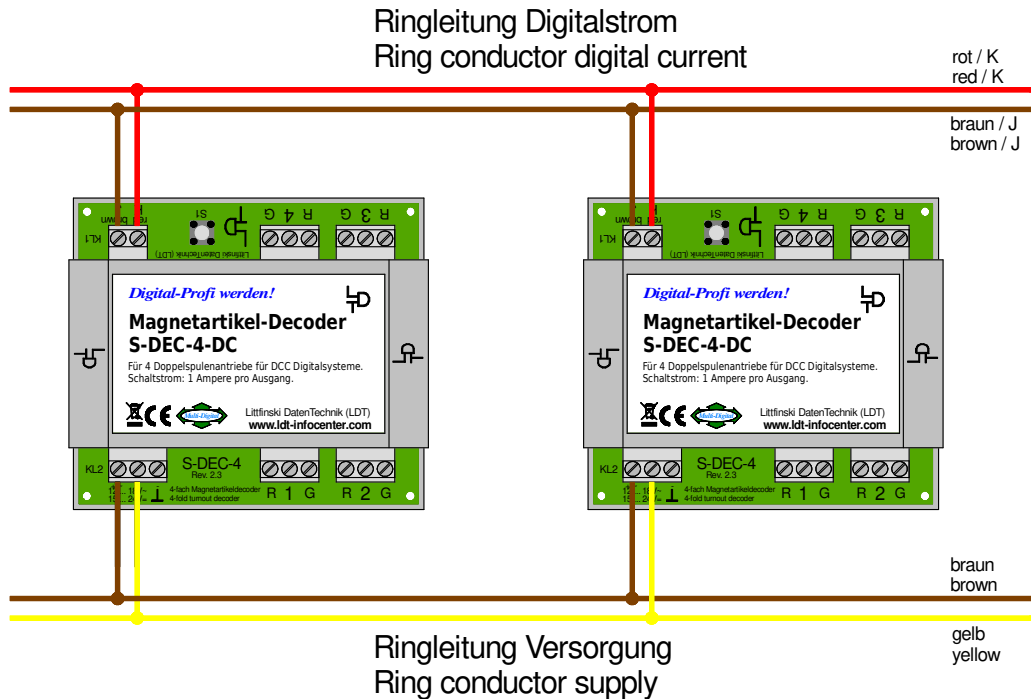 Ringleitung Digitalstrom
Ring conductor digital current
rot / K
red / K
braun / J
brown / J
KL1
S1
G 4 R
G 3 R
Littfinski DatenTechnik (LDT)
Digital-Profi werden!
Magnetartikel-Decoder
S-DEC-4-DC
Für 4 Doppelspulenantriebe für DCC Digitalsysteme.
Schaltstrom: 1 Ampere pro Ausgang.
CE
Multi-Digital
Littfinski DatenTechnik (LDT)
www.ldt-infocenter.com
KL2
S-DEC-4
Rev. 2.3
4-fach Magnetartikeldecoder
4-fold turnout decoder
R 1 G
R 2 G
KL1
S1
G 4 R
G 3 R
Littfinski DatenTechnik (LDT)
Digital-Profi werden!
Magnetartikel-Decoder
S-DEC-4-DC
Für 4 Doppelspulenantriebe für DCC Digitalsysteme.
Schaltstrom: 1 Ampere pro Ausgang.
CE
Multi-Digital
Littfinski DatenTechnik (LDT)
www.ldt-infocenter.com
KL2
S-DEC-4
Rev. 2.3
4-fach Magnetartikeldecoder
4-fold turnout decoder
R 1 G
R 2 G
braun
brown
gelb
yellow
Ringleitung Versorgung
Ring conductor supply